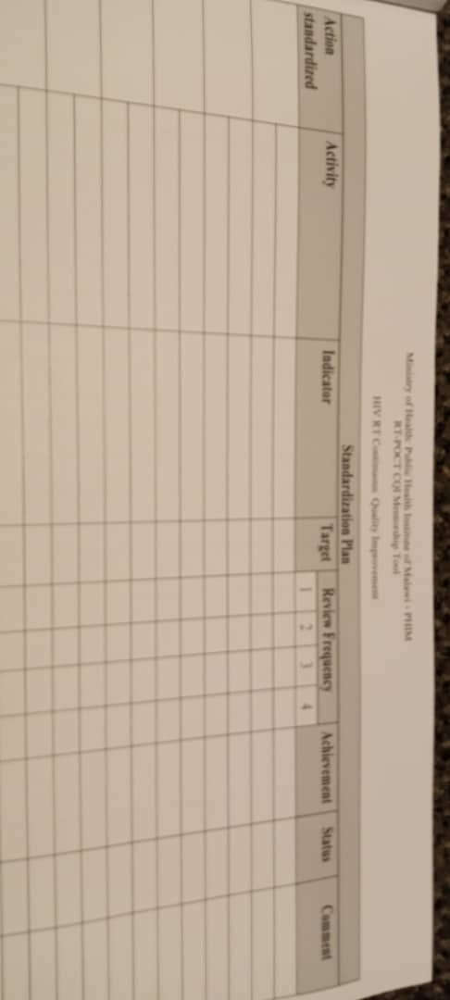 Ministry of Health: Public Health Institute of Malawi - PHIM
RT-POCT CQI Mentorship Tool
HIV RT Continuous Quality Improvement
Standardization Plan
Action standardized Activity Indicator Target Review Frequency Achievement Status Comment
1 2 3 4